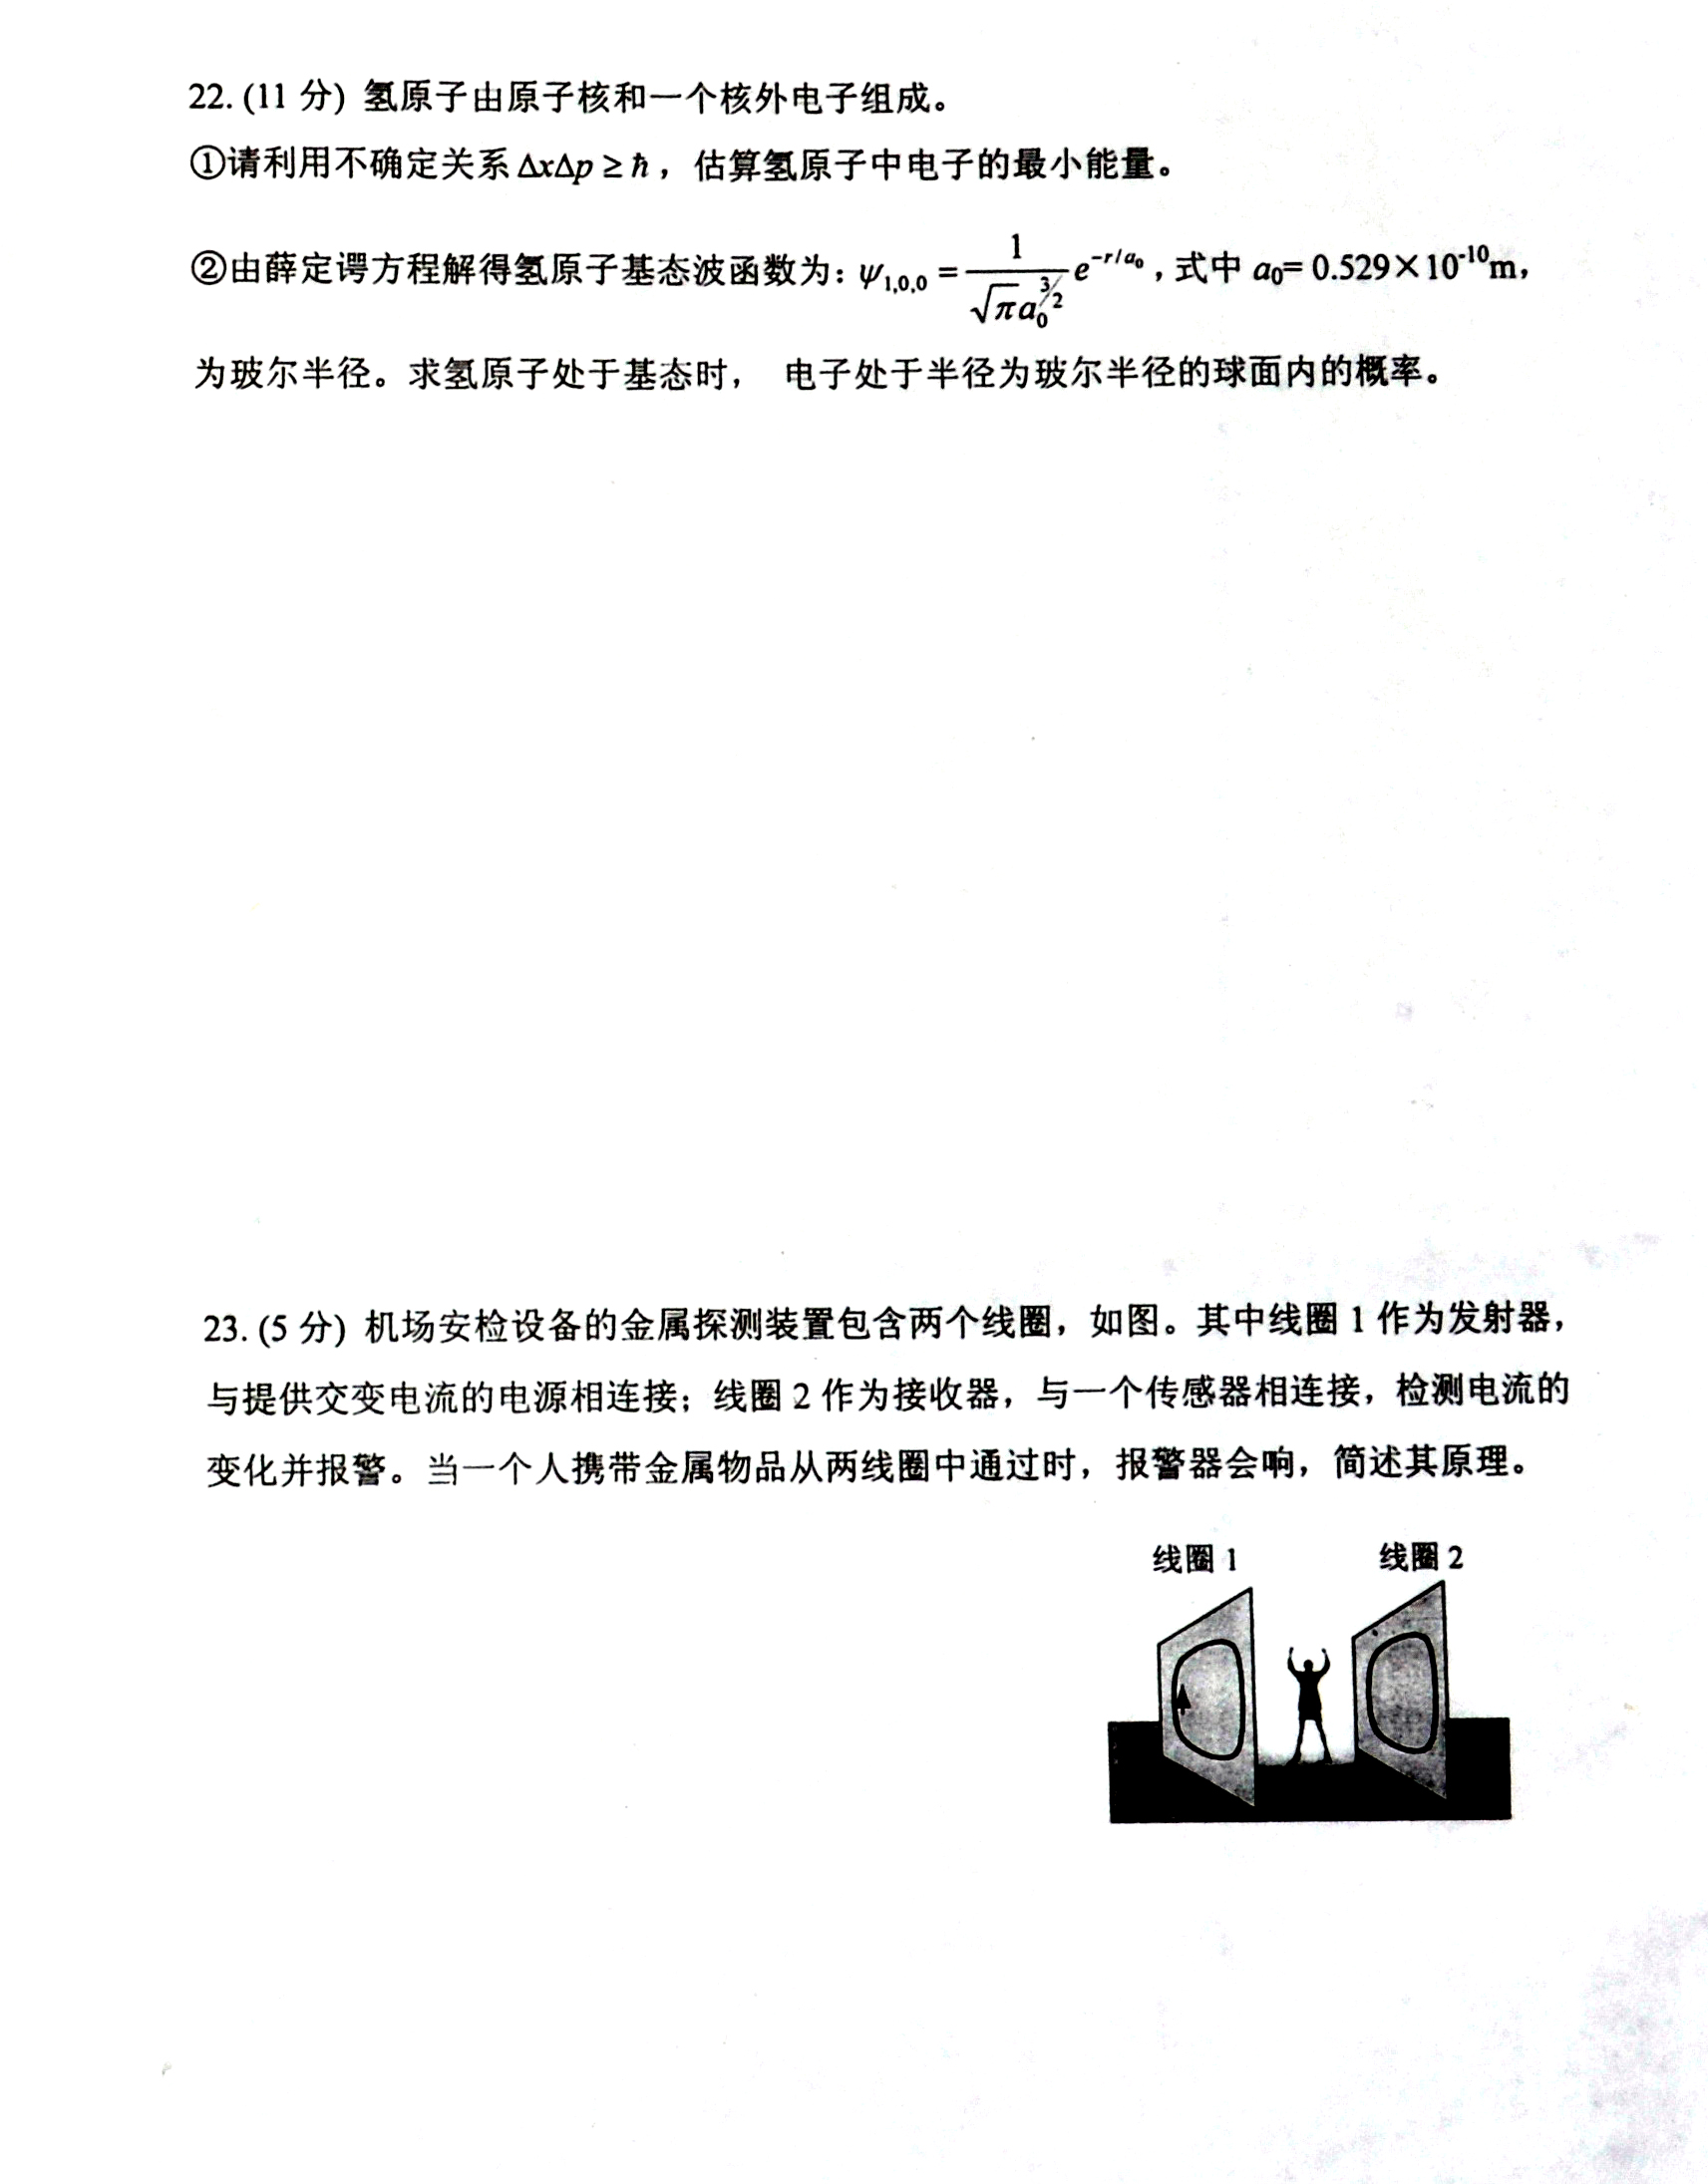 22. (11 分) 氢原子由原子核和一个核外电子组成。
①请利用不确定关系 ΔxΔp ≥ ħ，估算氢原子中电子的最小能量。
②由薛定谔方程解得氢原子基态波函数为：ψ₁,₀,₀ = \frac{1}{\sqrt{π}a_0^{3/2}} e^{-r/a_0}，式中 a₀= 0.529×10⁻¹⁰m，
为玻尔半径。求氢原子处于基态时， 电子处于半径为玻尔半径的球面内的概率。
23. (5 分) 机场安检设备的金属探测装置包含两个线圈，如图。其中线圈 1 作为发射器，
与提供交变电流的电源相连接；线圈 2 作为接收器，与一个传感器相连接，检测电流的
变化并报警。当一个人携带金属物品从两线圈中通过时，报警器会响，简述其原理。
线圈 1 线圈 2